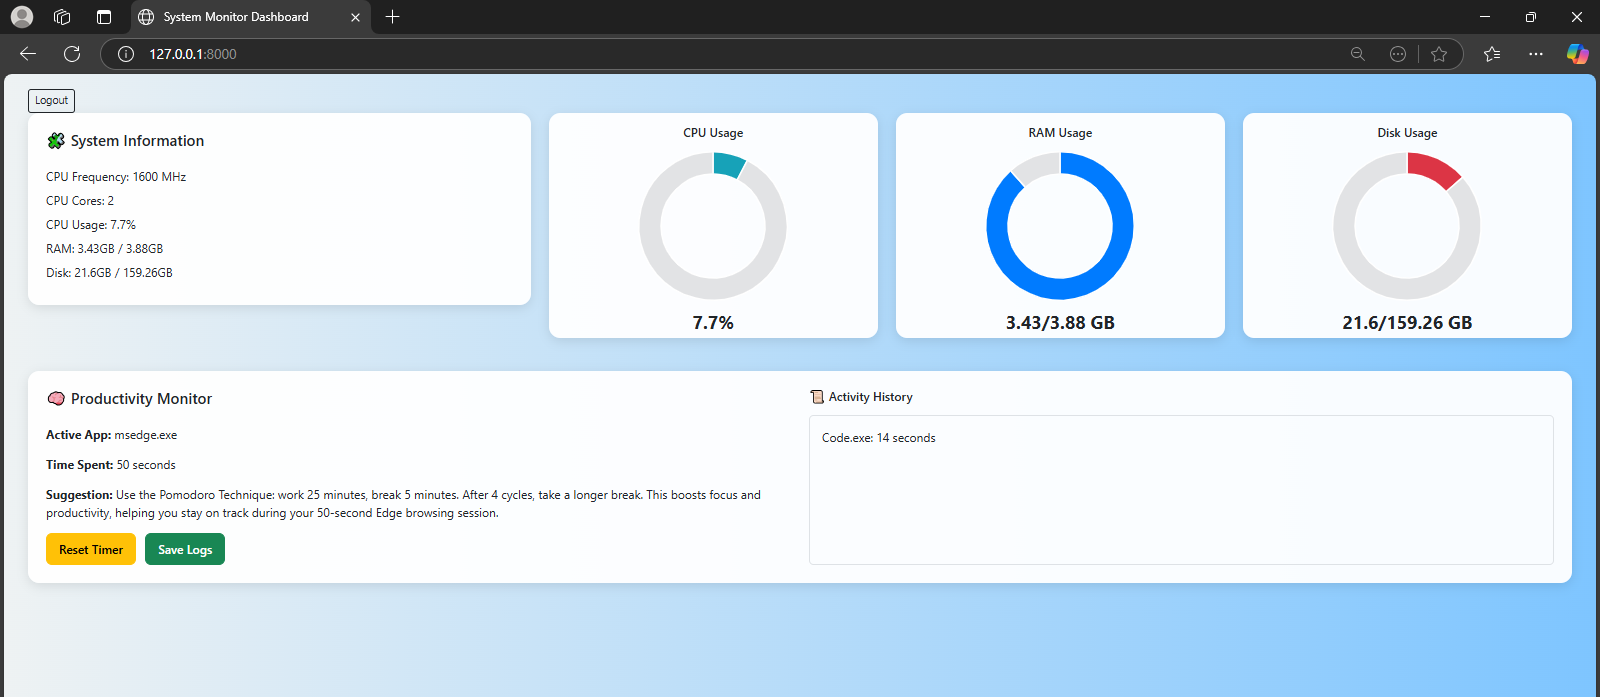 System Monitor Dashboard
127.0.0.1:8000
Logout
System Information
CPU Frequency: 1600 MHz
CPU Cores: 2
CPU Usage: 7.7%
RAM: 3.43GB / 3.88GB
Disk: 21.6GB / 159.26GB
CPU Usage
7.7%
RAM Usage
3.43/3.88 GB
Disk Usage
21.6/159.26 GB
Productivity Monitor
Active App: msedge.exe
Time Spent: 50 seconds
Suggestion: Use the Pomodoro Technique: work 25 minutes, break 5 minutes. After 4 cycles, take a longer break. This boosts focus and
productivity, helping you stay on track during your 50-second Edge browsing session.
Reset Timer
Save Logs
Activity History
Code.exe: 14 seconds